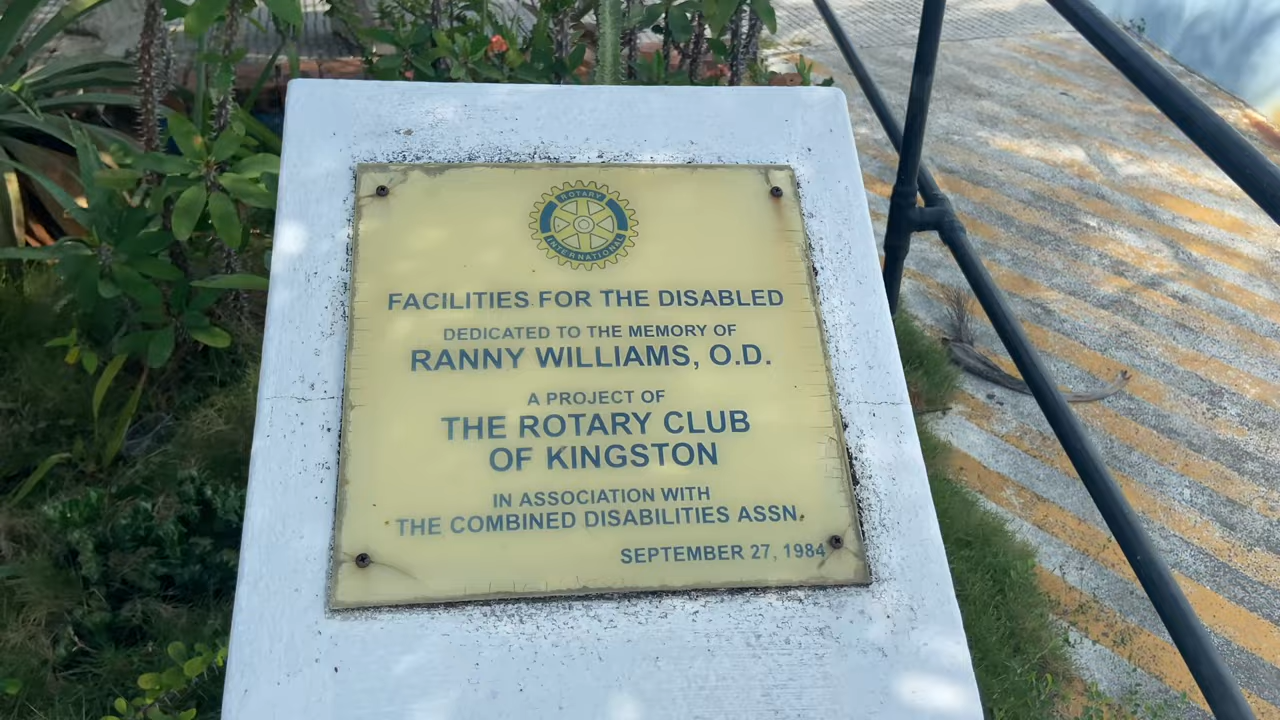 ROTARY
INTERNATIONAL
FACILITIES FOR THE DISABLED
DEDICATED TO THE MEMORY OF
RANNY WILLIAMS, O.D.
A PROJECT OF
THE ROTARY CLUB
OF KINGSTON
IN ASSOCIATION WITH
THE COMBINED DISABILITIES ASSN.
SEPTEMBER 27, 1984